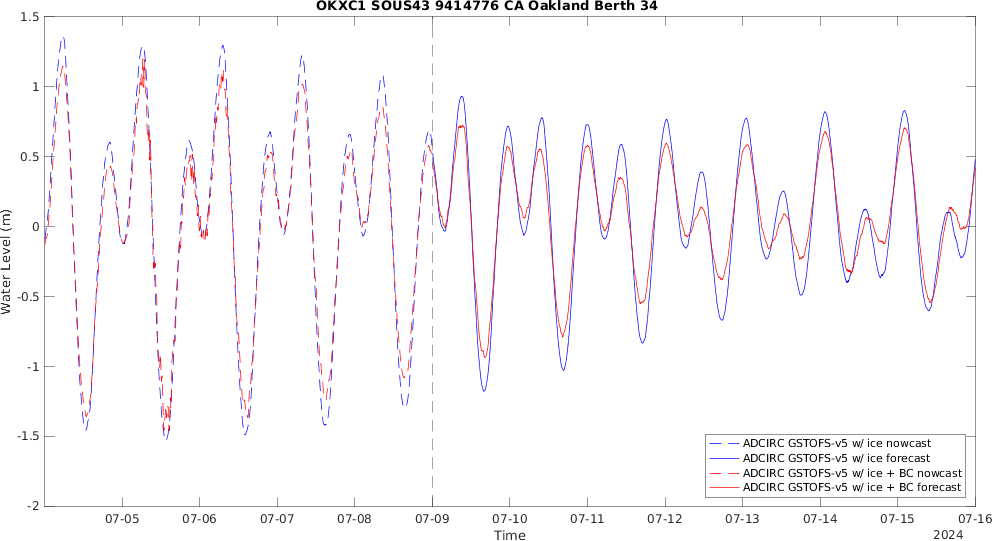 OKXC1 SOUS43 9414776 CA Oakland Berth 34
1.5
1
0.5
0
-0.5
-1
-1.5
-2
Water Level (m)
07-05 07-06 07-07 07-08 07-09 07-10 07-11 07-12 07-13 07-14 07-15 07-16
Time
2024
ADCIRC GSTOFS-v5 w/ ice nowcast
ADCIRC GSTOFS-v5 w/ ice forecast
ADCIRC GSTOFS-v5 w/ ice + BC nowcast
ADCIRC GSTOFS-v5 w/ ice + BC forecast